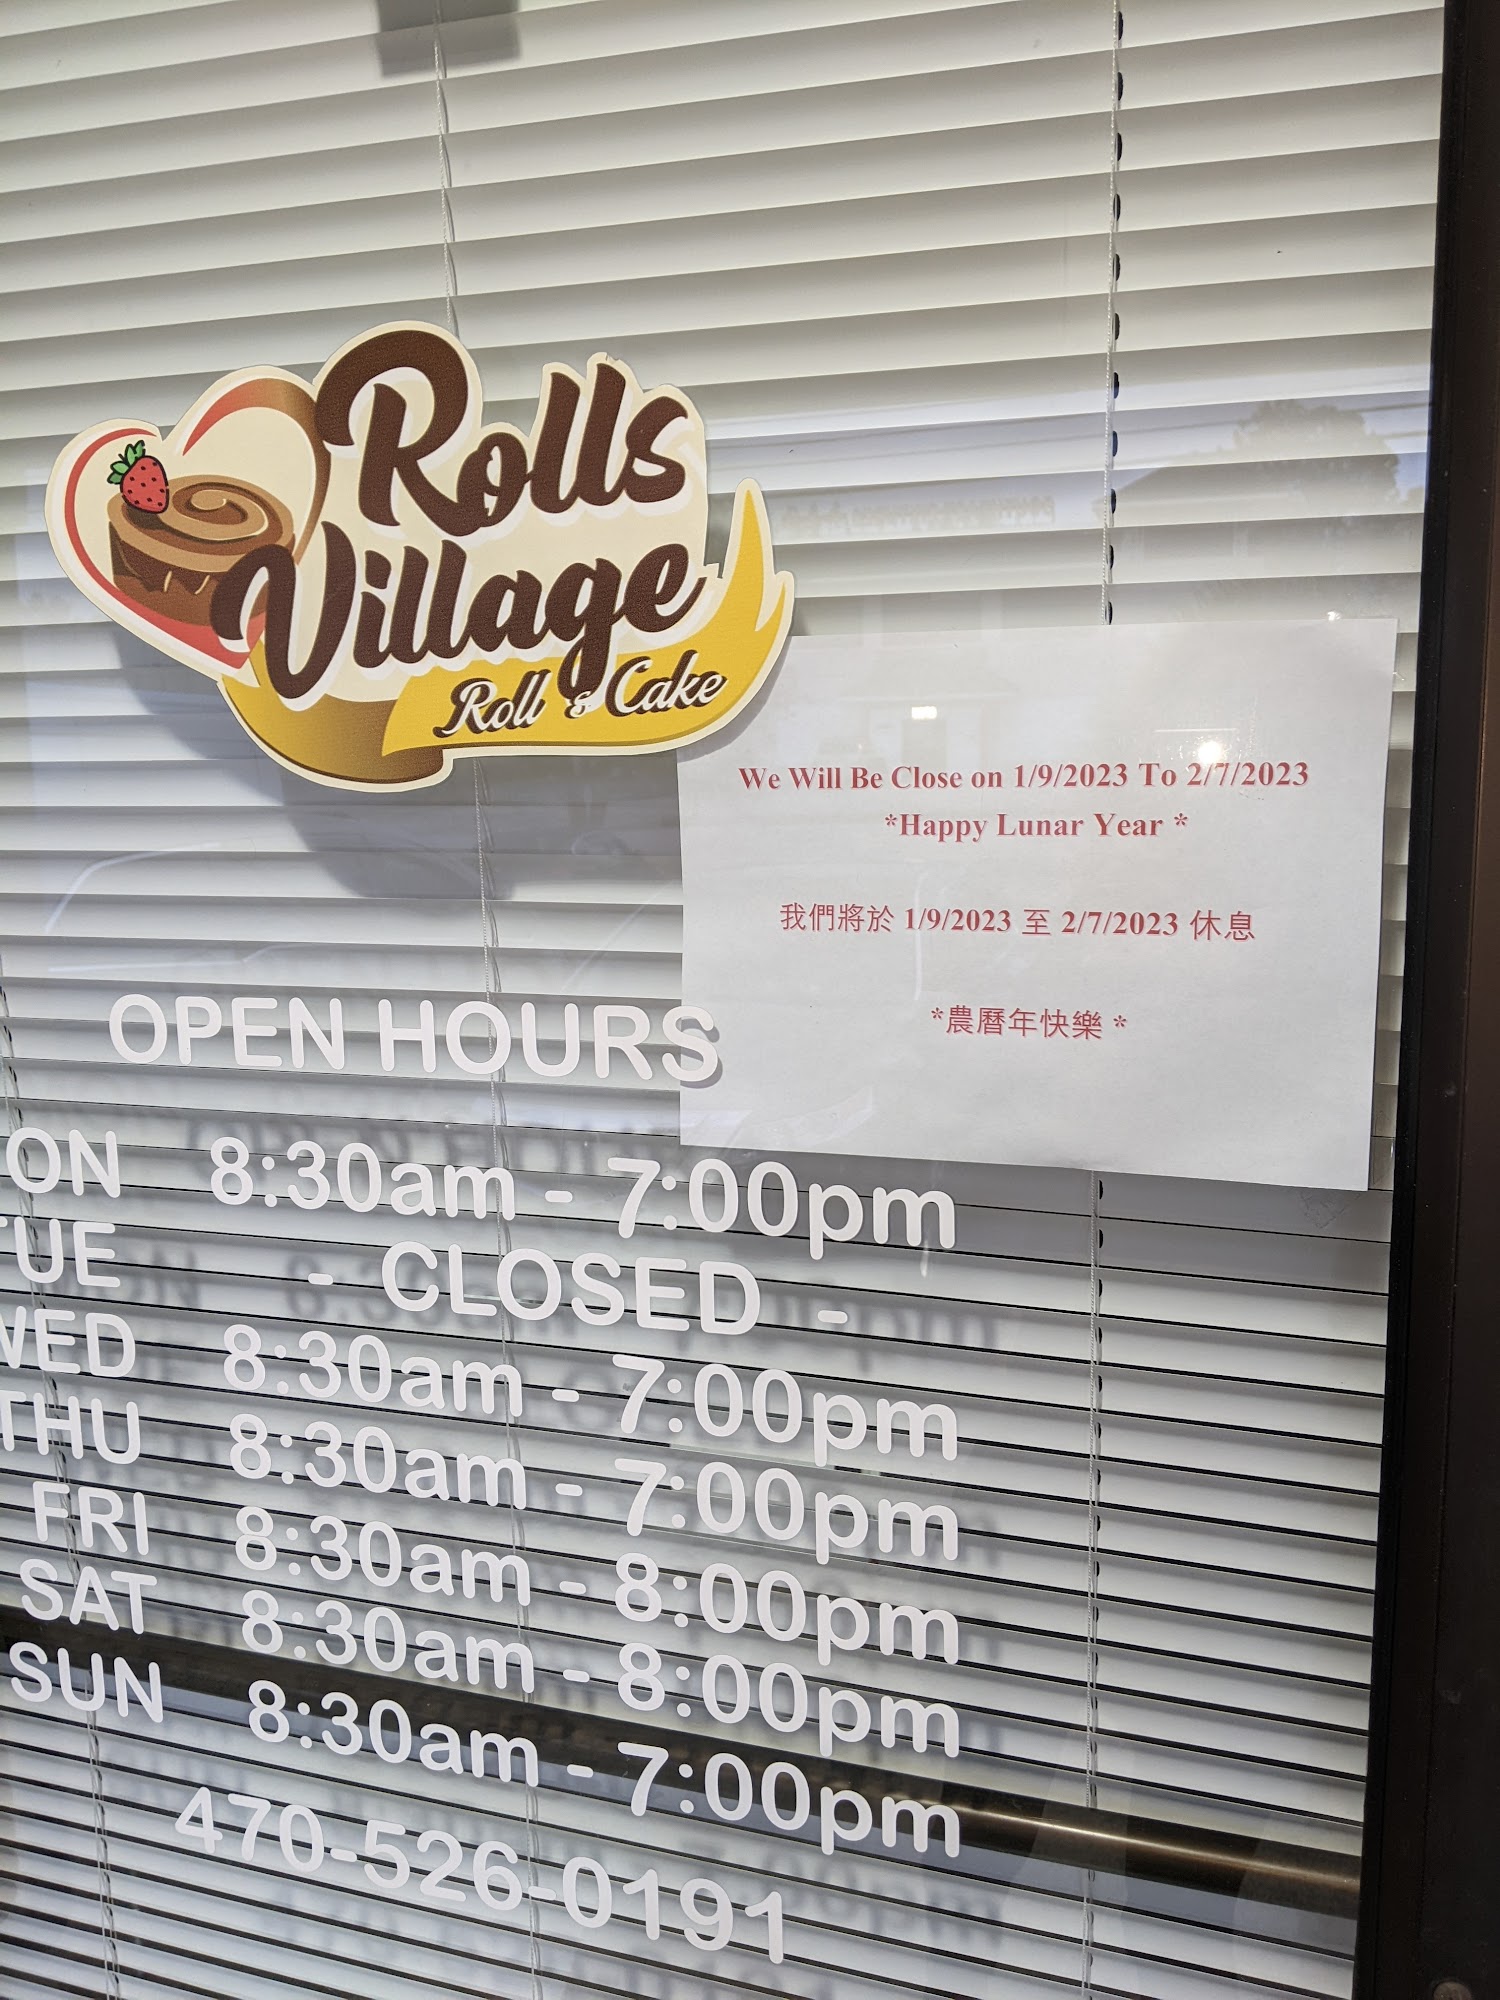 Rolls
Village
Roll & Cake
We Will Be Close on 1/9/2023 To 2/7/2023
*Happy Lunar Year *
我們將於 1/9/2023 至 2/7/2023 休息
*農曆年快樂 *
OPEN HOURS
ON 8:30am - 7:00pm
TUE - CLOSED -
WED 8:30am - 7:00pm
THU 8:30am - 7:00pm
FRI 8:30am - 8:00pm
SAT 8:30am - 8:00pm
SUN 8:30am - 7:00pm
470-526-0191